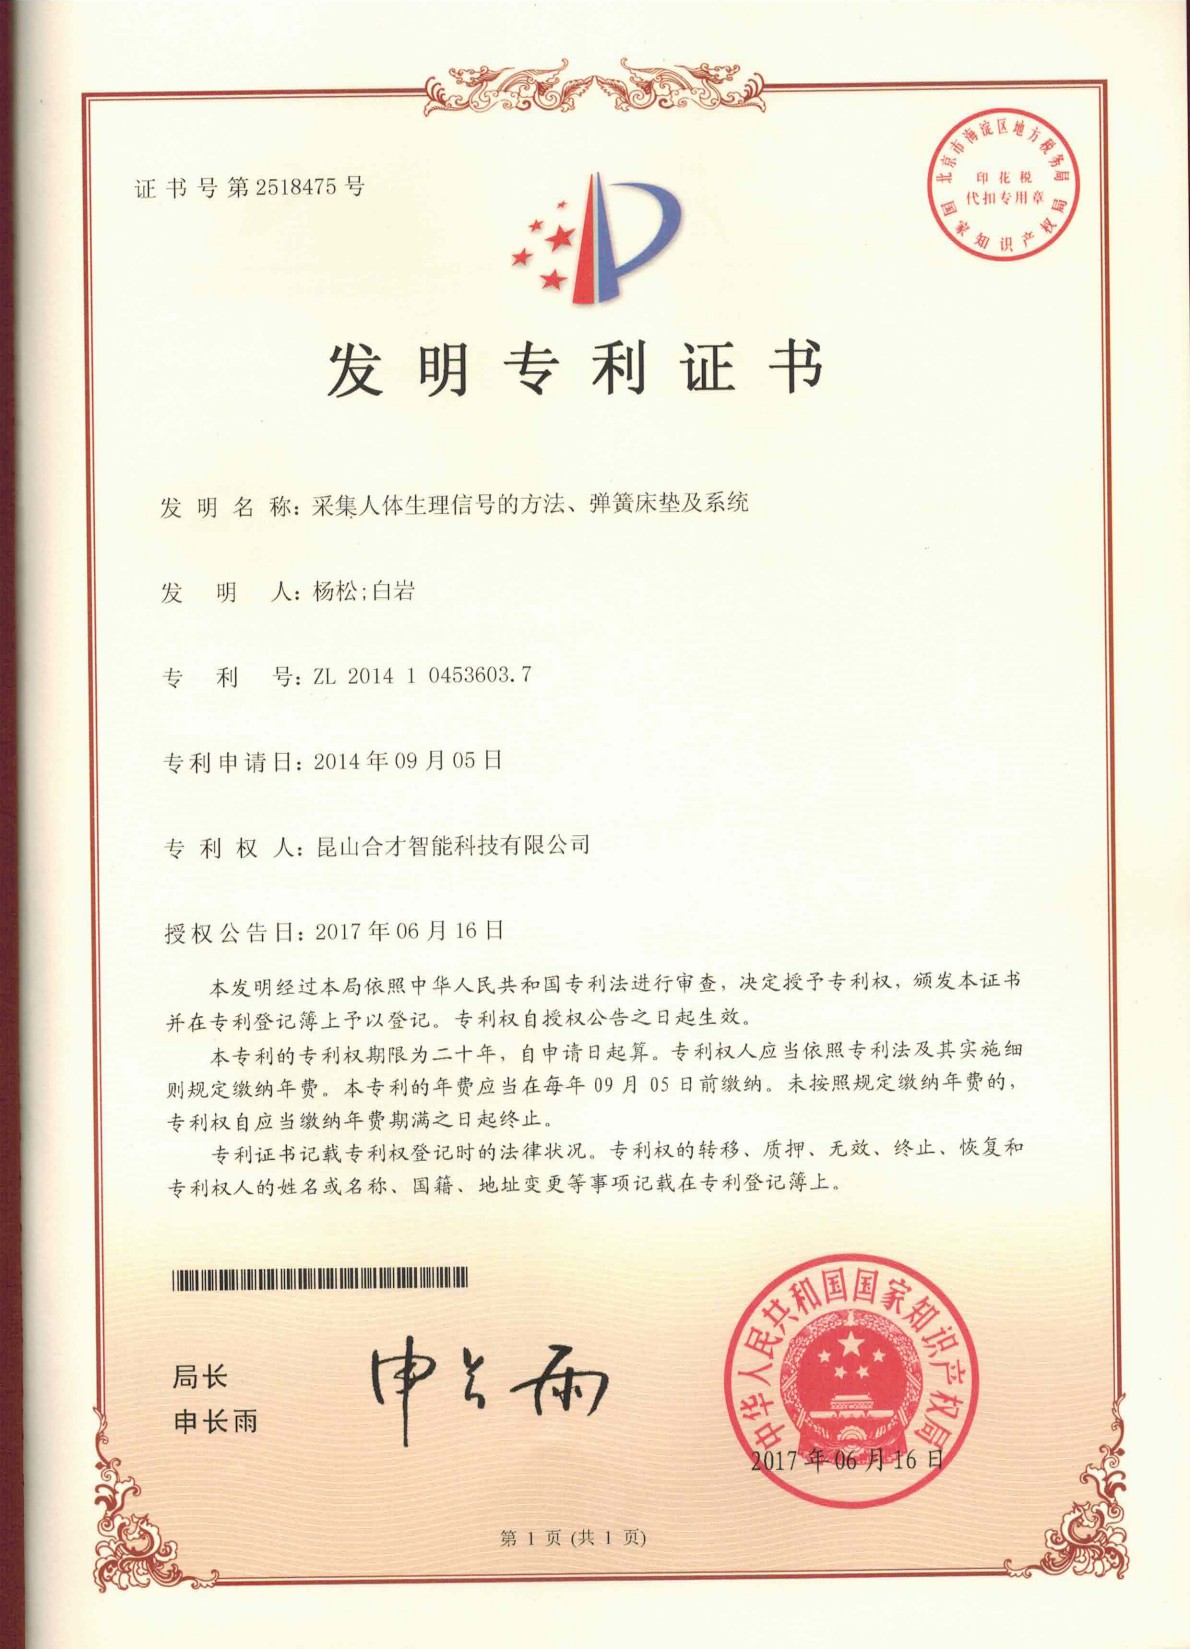 证书号第2518475号
北京市海淀区地方税务局
印花税
代扣专用章
国家知识产权局
发明专利证书
发明名称：采集人体生理信号的方法、弹簧床垫及系统
发明人：杨松;白岩
专利号：ZL 2014 1 0453603.7
专利申请日：2014年09月05日
专利权人：昆山合才智能科技有限公司
授权公告日：2017年06月16日
本发明经过本局依照中华人民共和国专利法进行审查，决定授予专利权，颁发本证书
并在专利登记簿上予以登记。专利权自授权公告之日起生效。
本专利的专利权期限为二十年，自申请日起算。专利权人应当依照专利法及其实施细
则规定缴纳年费。本专利的年费应当在每年09月05日前缴纳。未按照规定缴纳年费的，
专利权自应当缴纳年费期满之日起终止。
专利证书记载专利权登记时的法律状况。专利权的转移、质押、无效、终止、恢复和
专利权人的姓名或名称、国籍、地址变更等事项记载在专利登记簿上。
局长
申长雨
申长雨
中华人民共和国国家知识产权局
2017年06月16日
第 1 页 (共 1 页)